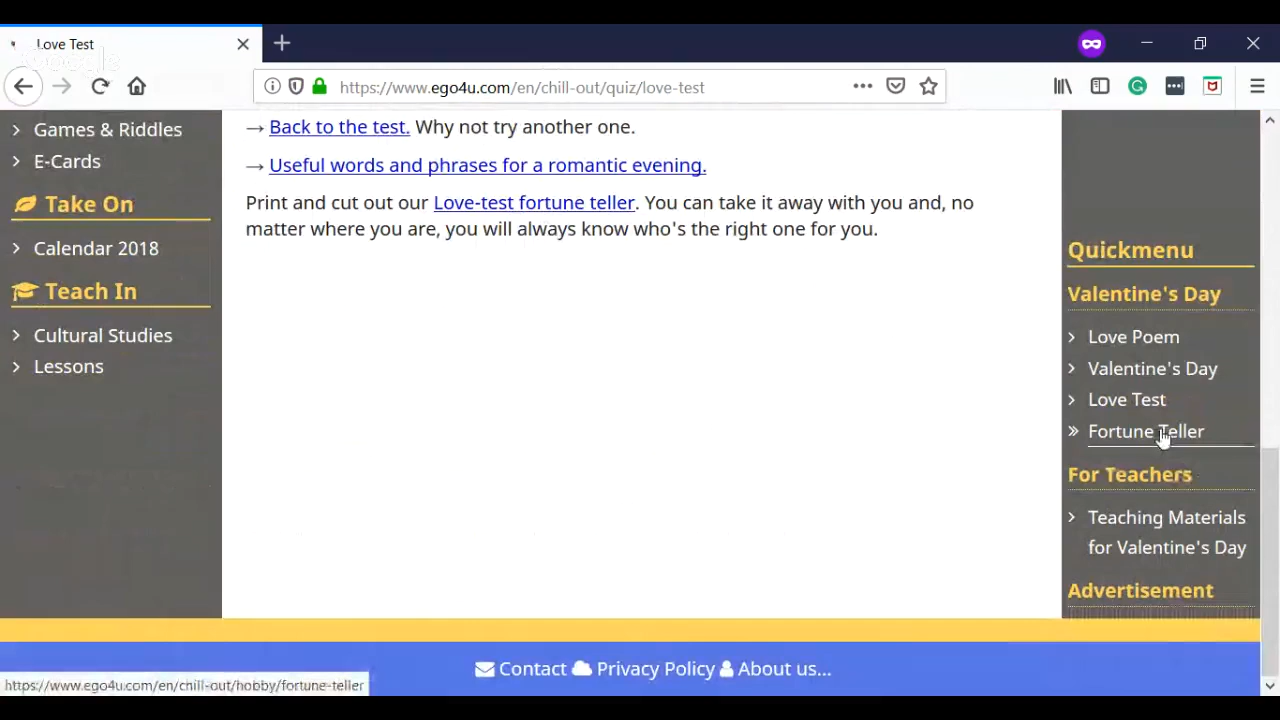 Love Test
https://www.ego4u.com/en/chill-out/quiz/love-test
Games & Riddles
E-Cards
Take On
Calendar 2018
Teach In
Cultural Studies
Lessons
→ Back to the test. Why not try another one.
→ Useful words and phrases for a romantic evening.
Print and cut out our Love-test fortune teller. You can take it away with you and, no
matter where you are, you will always know who's the right one for you.
Quickmenu
Valentine's Day
Love Poem
Valentine's Day
Love Test
Fortune Teller
For Teachers
Teaching Materials
for Valentine's Day
Advertisement
Contact Privacy Policy About us...
https://www.ego4u.com/en/chill-out/hobby/fortune-teller